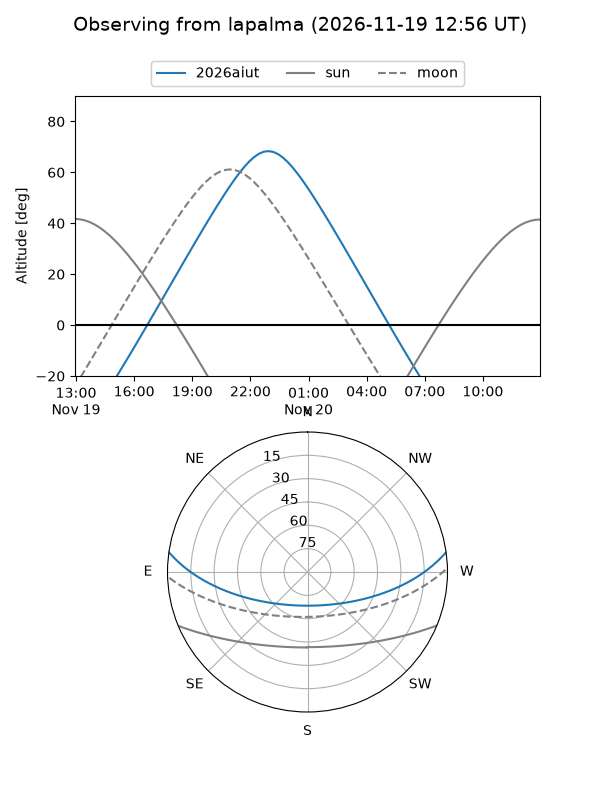 Observing from lapalma (2026-11-19 12:56 UT)
2026aiut sun moon
Altitude [deg]
80
60
40
20
0
−20
13:00 16:00 19:00 22:00 01:00 04:00 07:00 10:00
Nov 19 Nov 20
N
NE NW
15
30
45
60
75
E W
SE SW
S